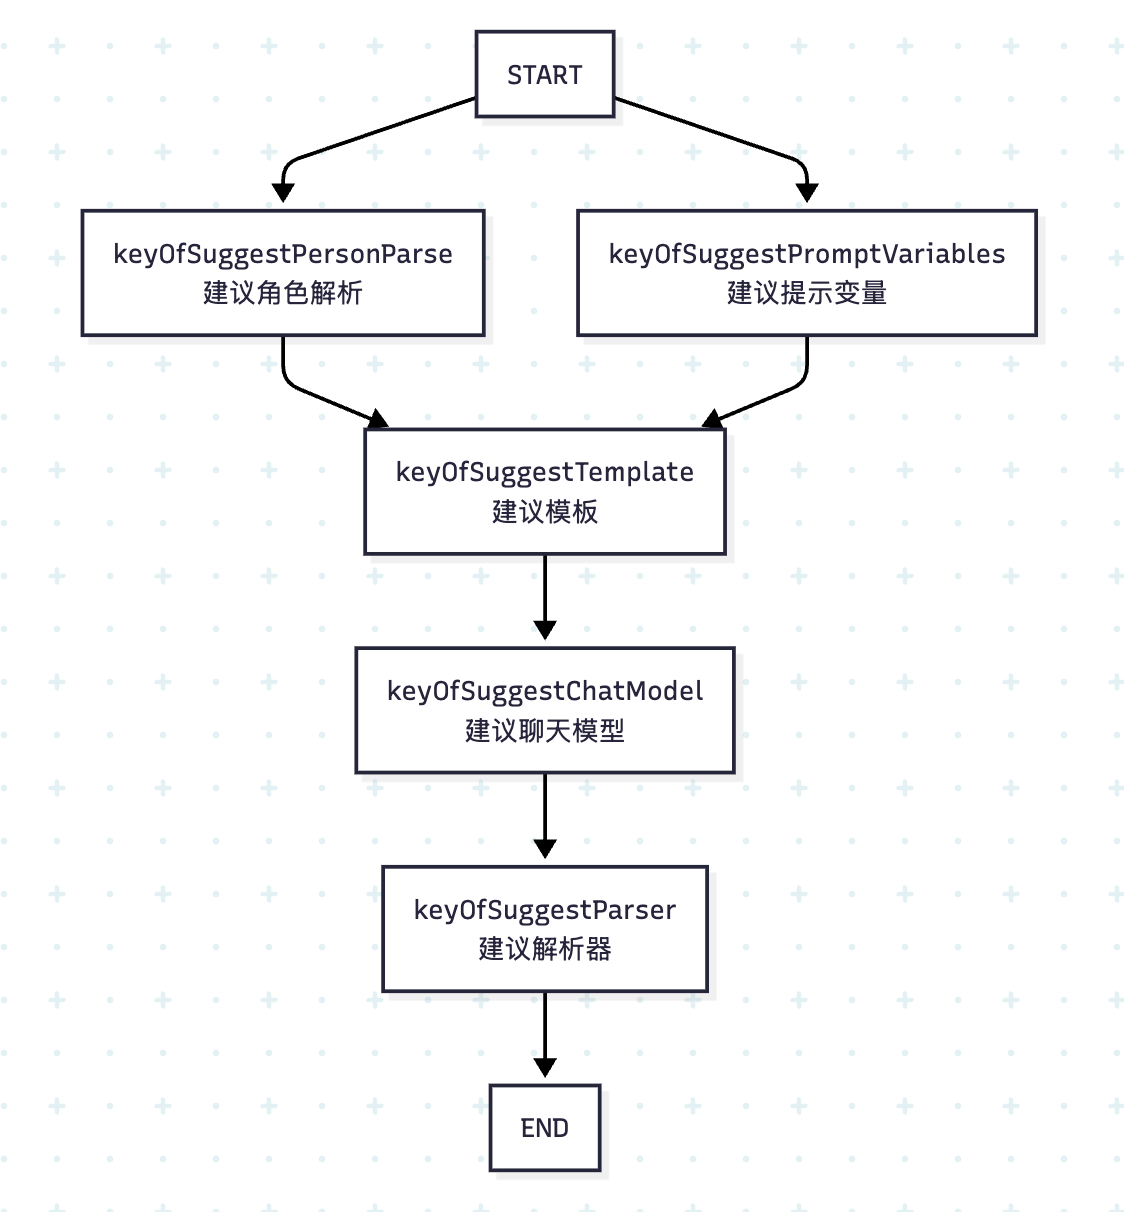 START
keyOfSuggestPersonParse
建议角色解析
keyOfSuggestPromptVariables
建议提示变量
keyOfSuggestTemplate
建议模板
keyOfSuggestChatModel
建议聊天模型
keyOfSuggestParser
建议解析器
END